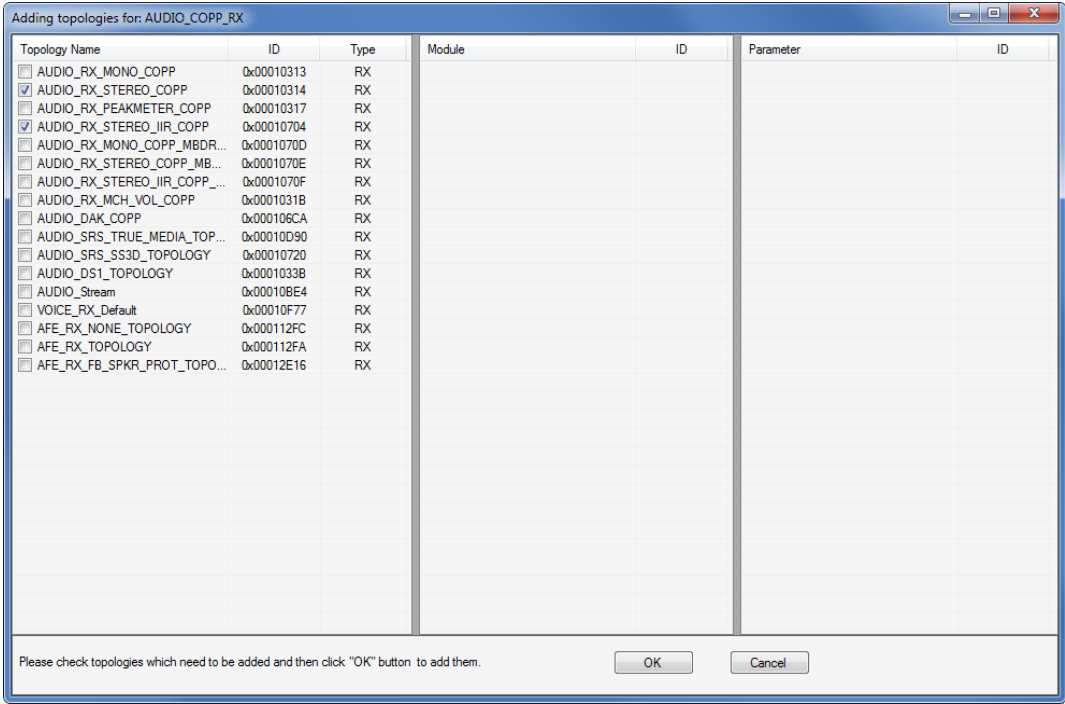 Adding topologies for: AUDIO_COPP_RX
Topology Name ID Type Module ID Parameter ID
AUDIO_RX_MONO_COPP 0x00010313 RX
AUDIO_RX_STEREO_COPP 0x00010314 RX
AUDIO_RX_PEAKMETER_COPP 0x00010317 RX
AUDIO_RX_STEREO_IIR_COPP 0x00010704 RX
AUDIO_RX_MONO_COPP_MBDR... 0x0001070D RX
AUDIO_RX_STEREO_COPP_MB... 0x0001070E RX
AUDIO_RX_STEREO_IIR_COPP_... 0x0001070F RX
AUDIO_RX_MCH_VOL_COPP 0x0001031B RX
AUDIO_DAK_COPP 0x000106CA RX
AUDIO_SRS_TRUE_MEDIA_TOP... 0x00010D90 RX
AUDIO_SRS_SS3D_TOPOLOGY 0x00010720 RX
AUDIO_DS1_TOPOLOGY 0x0001033B RX
AUDIO_Stream 0x00010BE4 RX
VOICE_RX_Default 0x00010F77 RX
AFE_RX_NONE_TOPOLOGY 0x000112FC RX
AFE_RX_TOPOLOGY 0x000112FA RX
AFE_RX_FB_SPKR_PROT_TOPO... 0x00012E16 RX
Please check topologies which need to be added and then click "OK" button to add them. OK Cancel